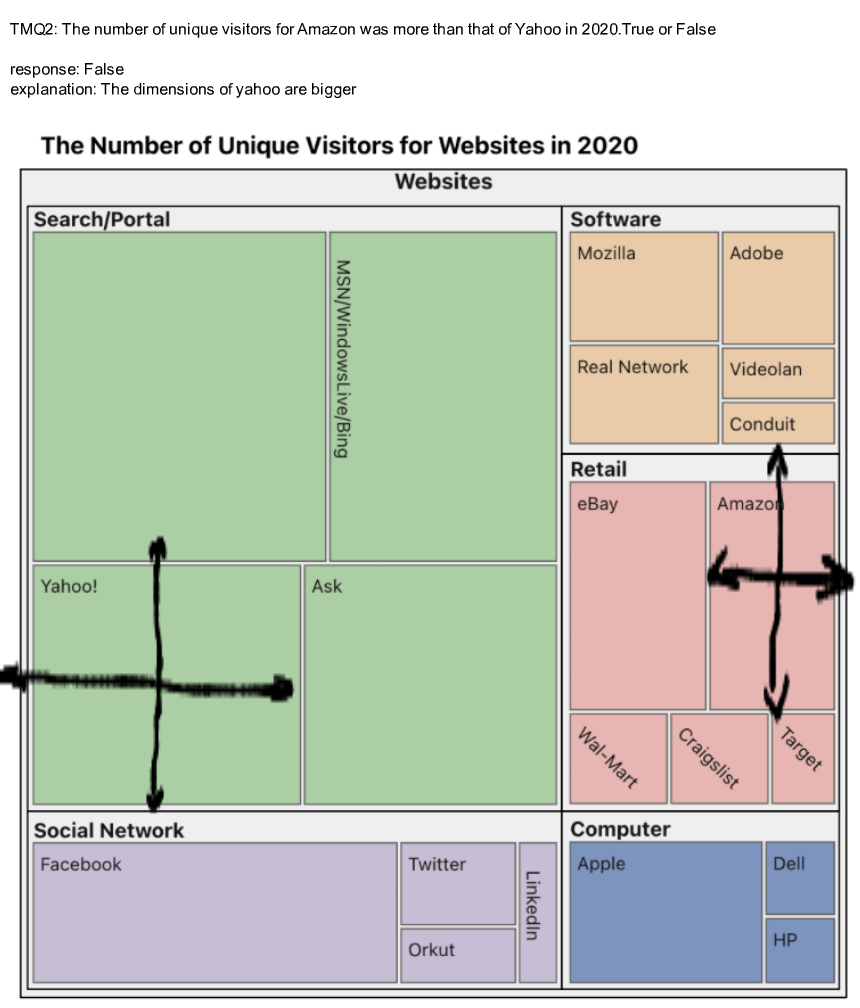 TMQ2: The number of unique visitors for Amazon was more than that of Yahoo in 2020.True or False
response: False
explanation: The dimensions of yahoo are bigger
The Number of Unique Visitors for Websites in 2020
Websites
Search/Portal
MSN/WindowsLive/Bing
Yahoo!
Ask
Software
Mozilla
Adobe
Real Network
Videolan
Conduit
Retail
eBay
Amazon
Wal-Mart
Craigslist
Target
Social Network
Facebook
Twitter
LinkedIn
Orkut
Computer
Apple
Dell
HP